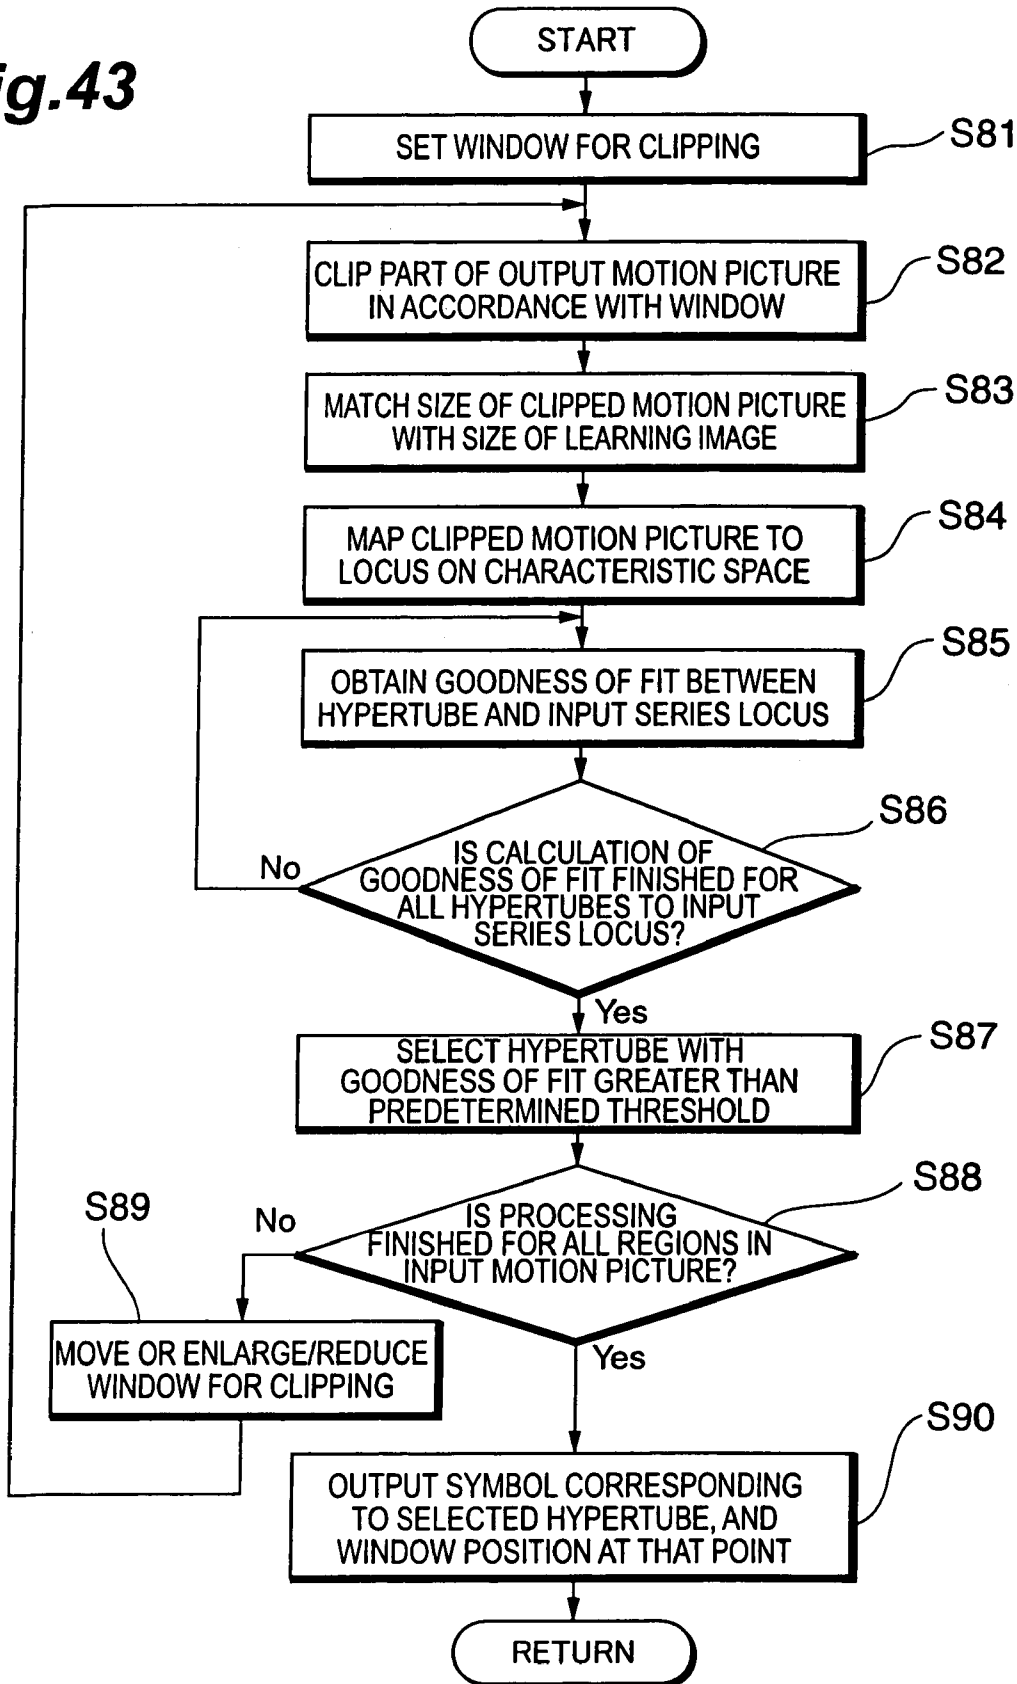 ig.43
START
SET WINDOW FOR CLIPPING
S81
CLIP PART OF OUTPUT MOTION PICTURE
IN ACCORDANCE WITH WINDOW
S82
MATCH SIZE OF CLIPPED MOTION PICTURE
WITH SIZE OF LEARNING IMAGE
S83
MAP CLIPPED MOTION PICTURE TO
LOCUS ON CHARACTERISTIC SPACE
S84
OBTAIN GOODNESS OF FIT BETWEEN
HYPERTUBE AND INPUT SERIES LOCUS
S85
IS CALCULATION OF
GOODNESS OF FIT FINISHED FOR
ALL HYPERTUBES TO INPUT
SERIES LOCUS?
S86
No
Yes
SELECT HYPERTUBE WITH
GOODNESS OF FIT GREATER THAN
PREDETERMINED THRESHOLD
S87
IS PROCESSING
FINISHED FOR ALL REGIONS IN
INPUT MOTION PICTURE?
S88
No
S89
MOVE OR ENLARGE/REDUCE
WINDOW FOR CLIPPING
Yes
OUTPUT SYMBOL CORRESPONDING
TO SELECTED HYPERTUBE, AND
WINDOW POSITION AT THAT POINT
S90
RETURN